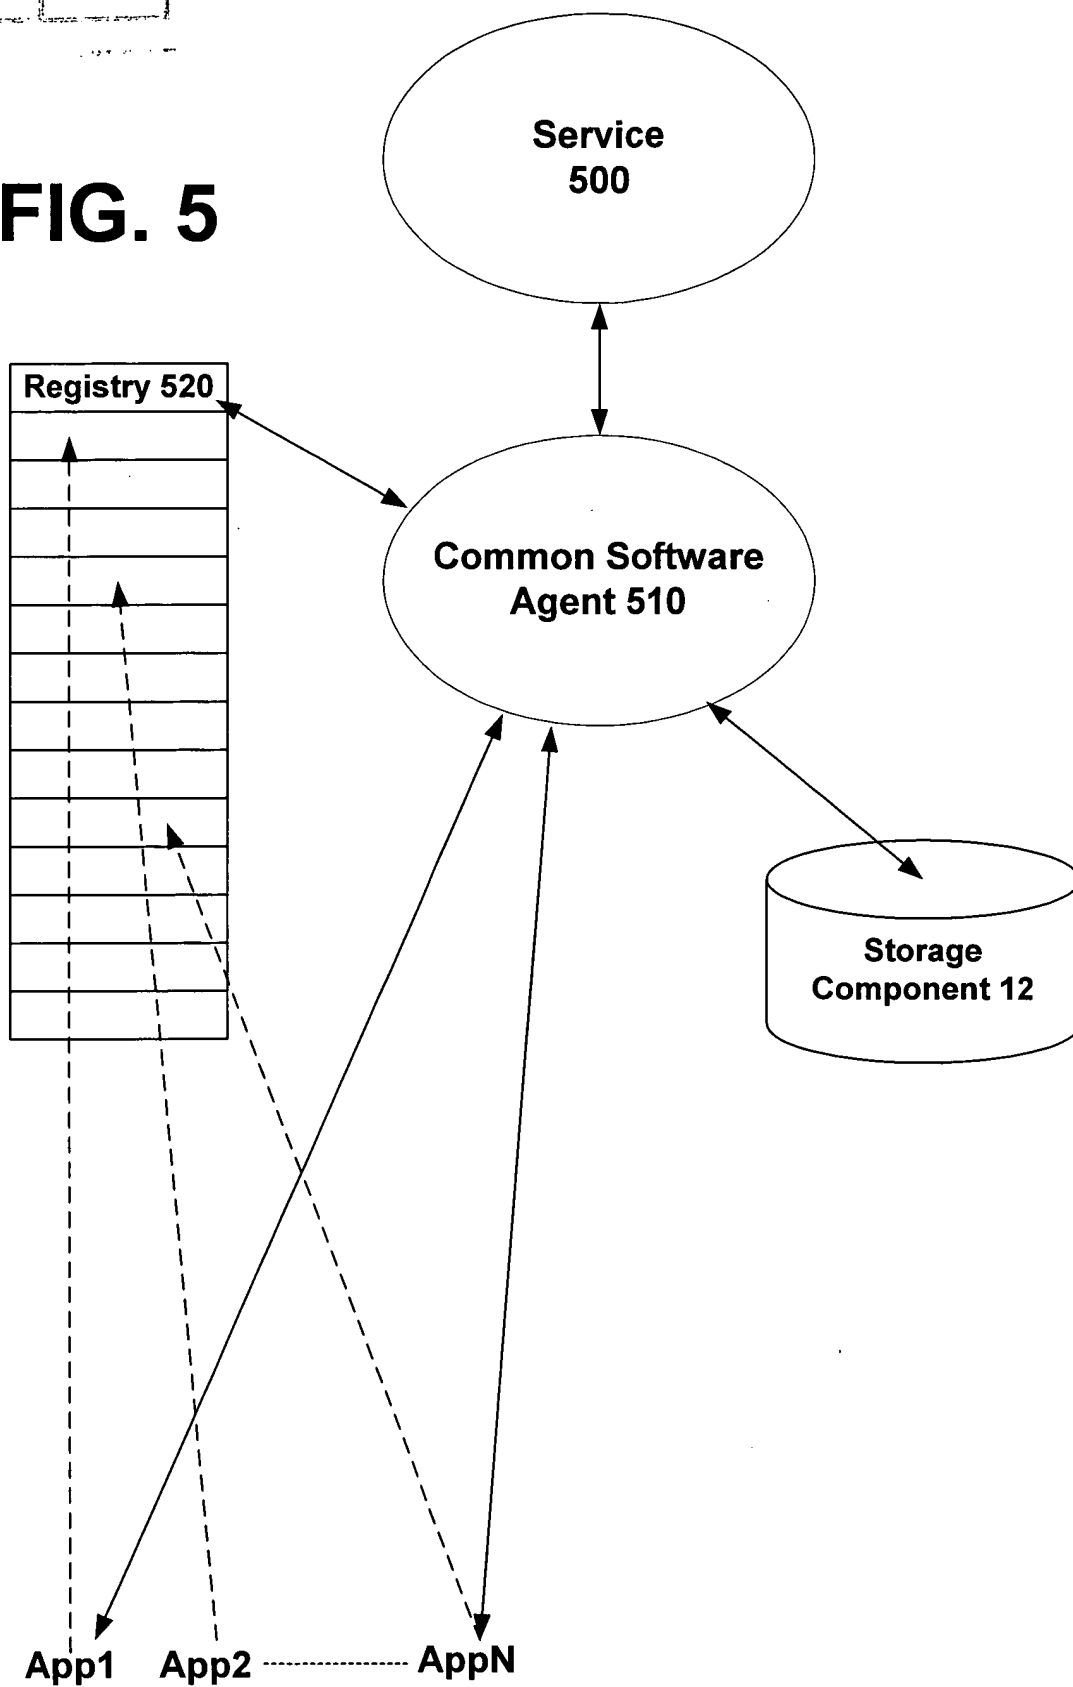 FIG. 5
Service
500
Registry 520
Common Software
Agent 510
Storage
Component 12
App1
App2
AppN